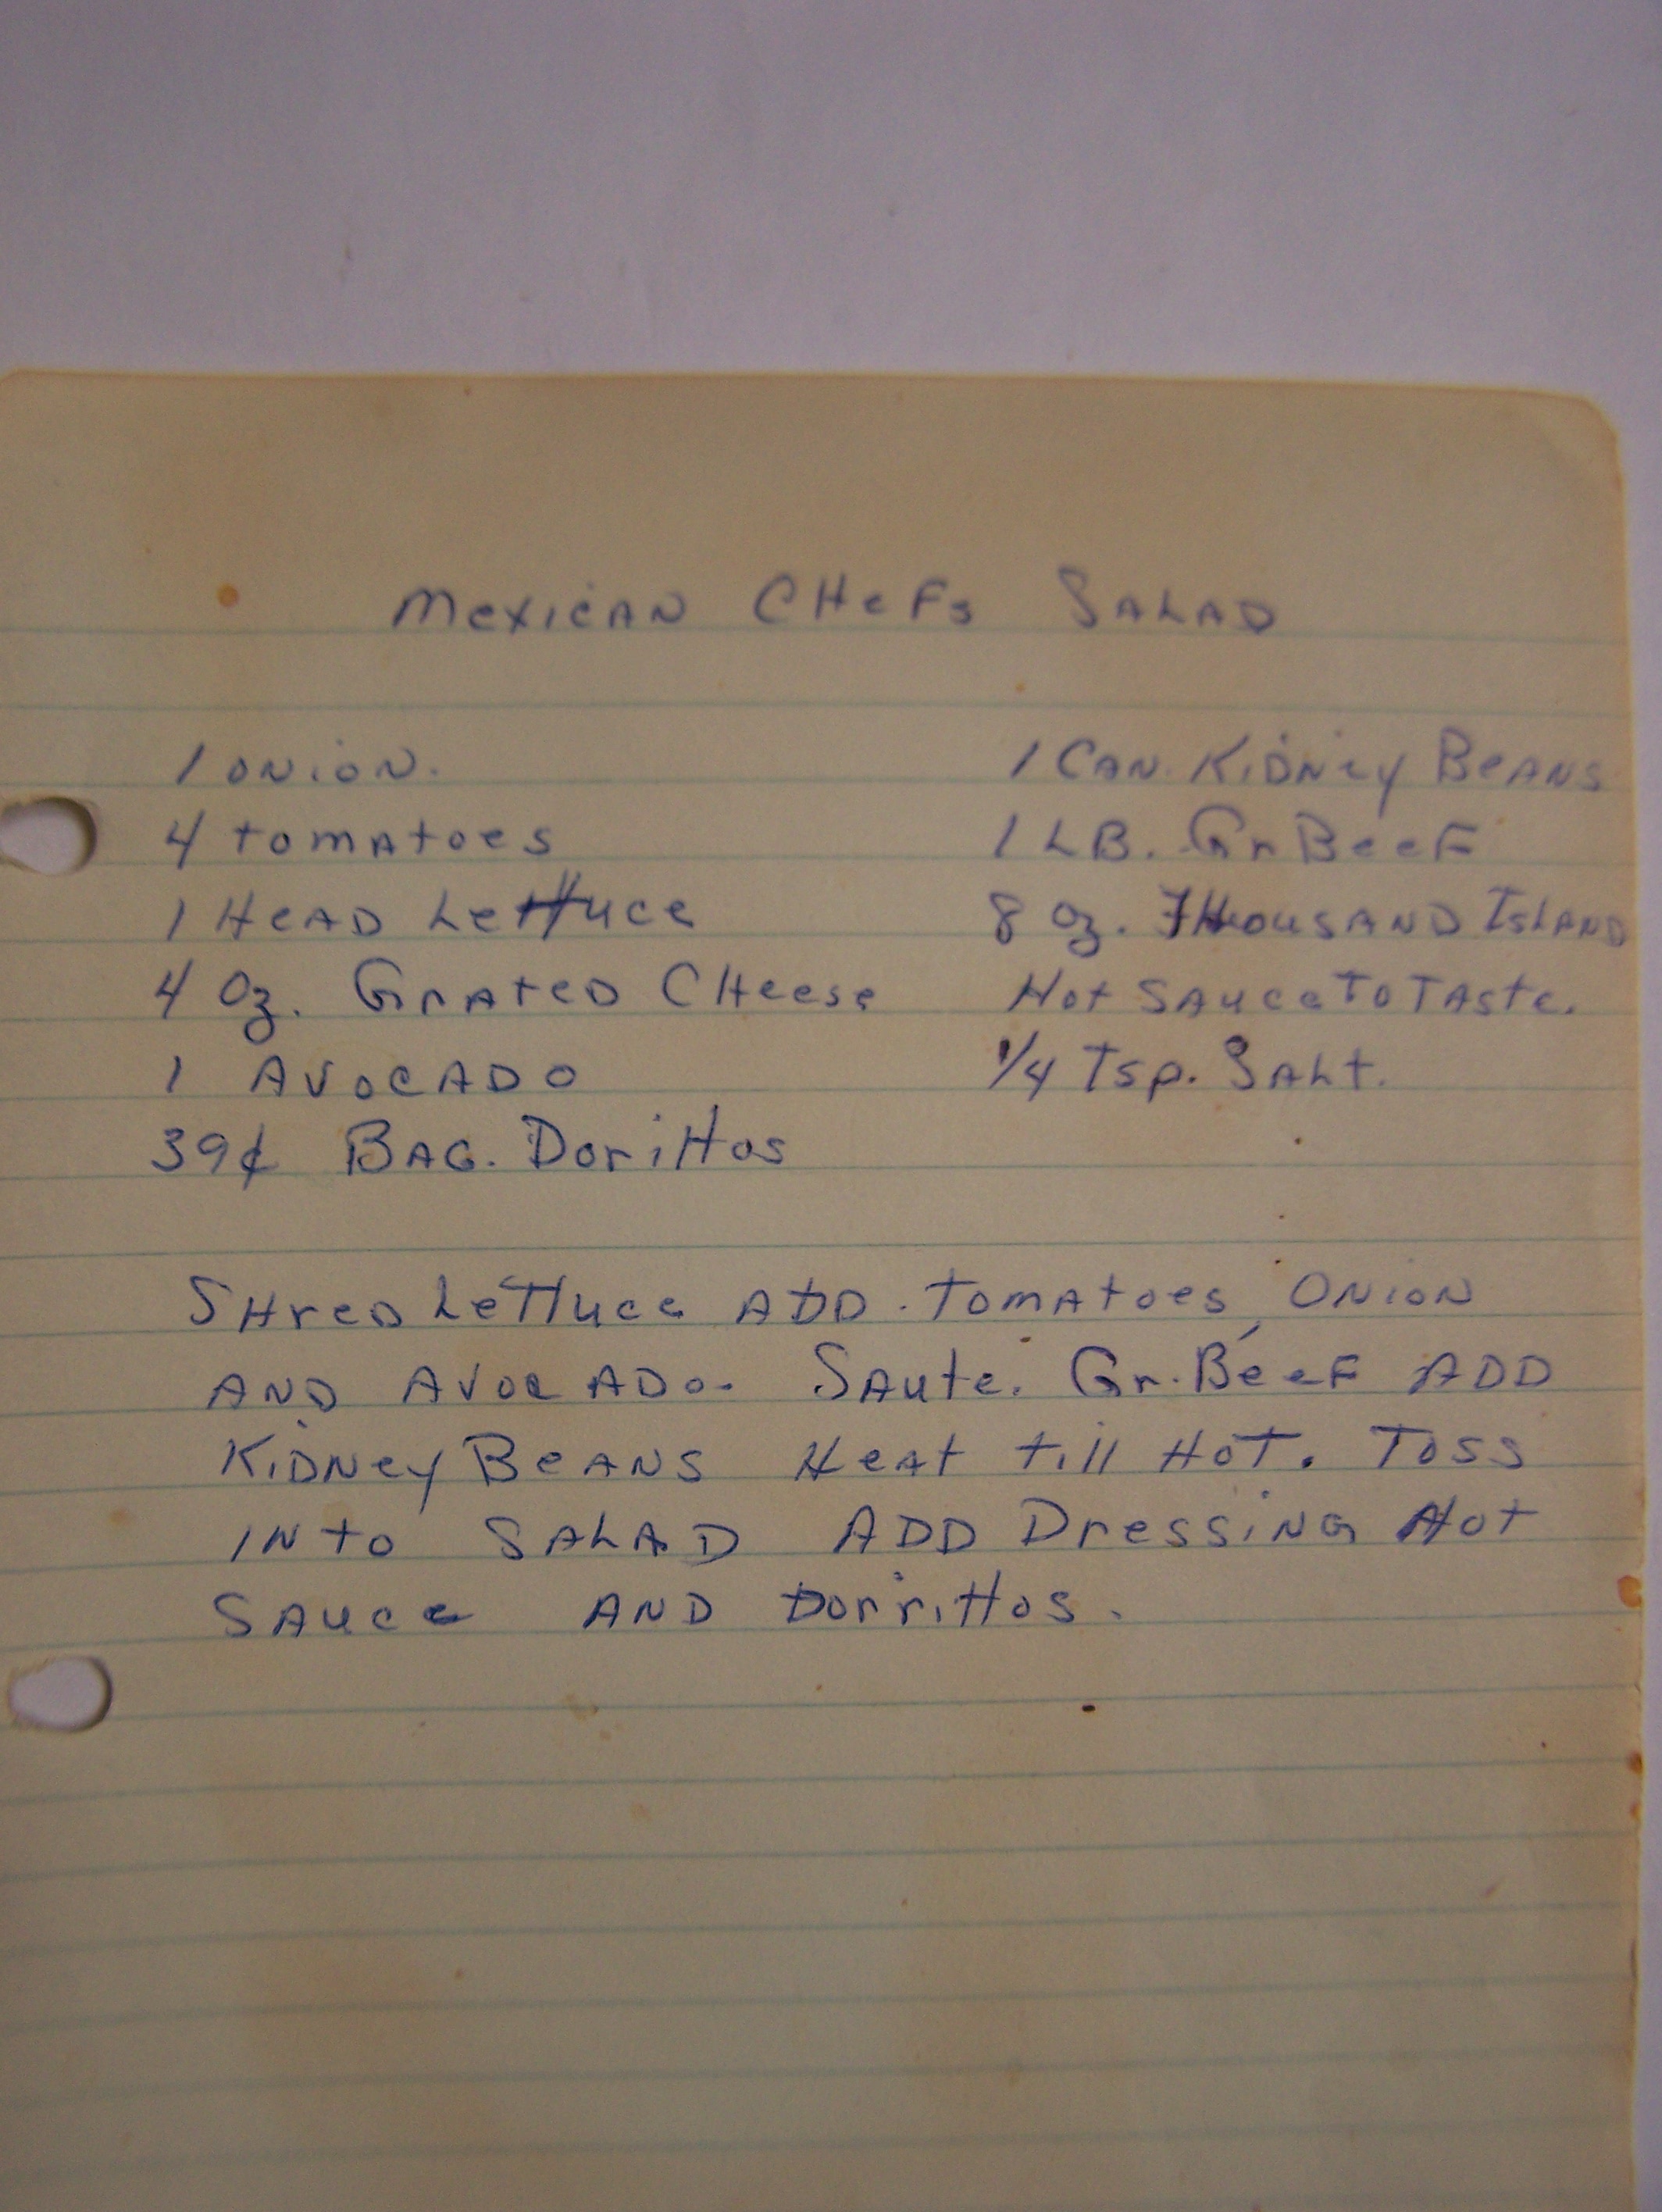 Mexican Chefs Salad
1 onion.
4 tomatoes
1 Head Lettuce
4 oz. Grated Cheese
1 Avocado
39¢ Bag. Dorittos
1 Can. Kidney Beans
1 LB. Gr Beef
8 oz. Thousand Island
Hot Sauce To Taste.
1/4 Tsp. Salt.
Shred Lettuce ADD. Tomatoes, Onion
AND Avocado. Saute. Gr. Beef ADD
Kidney Beans Heat till Hot. Toss
into Salad ADD Dressing Hot
Sauce AND Dorrittos.